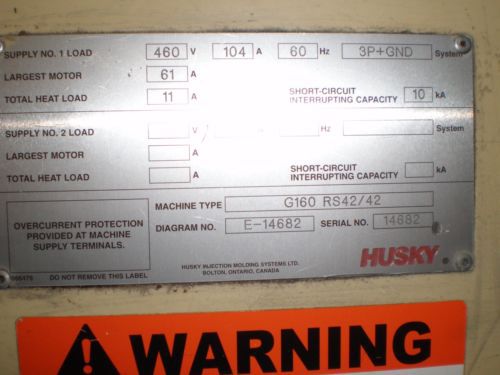 SUPPLY NO. 1 LOAD 460 V 104 A 60 Hz 3P+GND System
LARGEST MOTOR 61 A
TOTAL HEAT LOAD 11 A SHORT-CIRCUIT INTERRUPTING CAPACITY 10 kA
SUPPLY NO. 2 LOAD V Hz System
LARGEST MOTOR A
TOTAL HEAT LOAD A SHORT-CIRCUIT INTERRUPTING CAPACITY kA
OVERCURRENT PROTECTION
PROVIDED AT MACHINE
SUPPLY TERMINALS.
MACHINE TYPE G160 RS42/42
DIAGRAM NO. E-14682 SERIAL NO. 14682
HUSKY
HUSKY INJECTION MOLDING SYSTEMS LTD.
BOLTON, ONTARIO, CANADA
DO NOT REMOVE THIS LABEL
WARNING